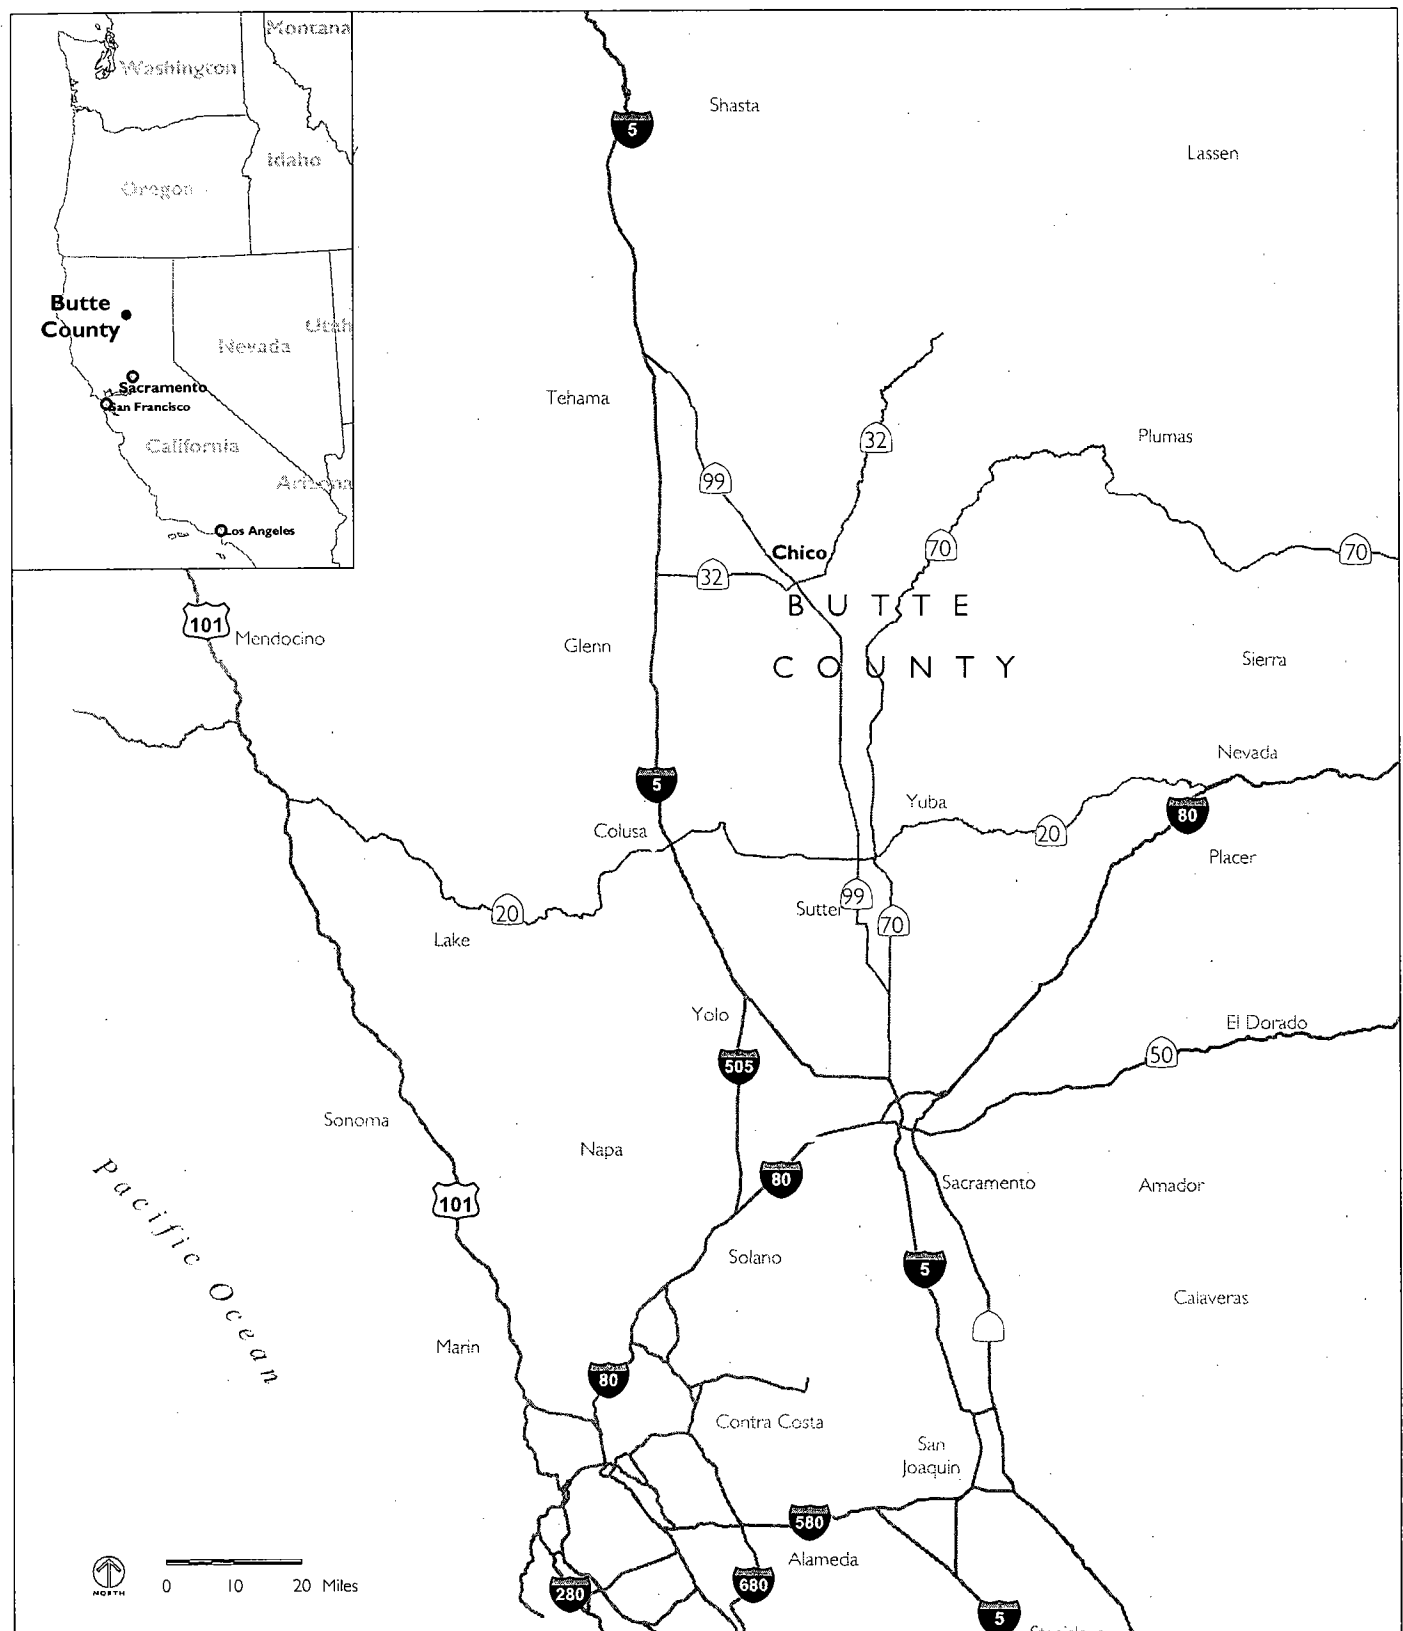 Montana
Washington
Idaho
Oregon
Butte
County
Utah
Nevada
Sacramento
San Francisco
California
Arizona
Los Angeles
5
Shasta
Lassen
Tehama
32
Plumas
99
70
70
Chico
32
BUTTE
101
Mendocino
Glenn
COUNTY
Sierra
Nevada
5
Yuba
80
Colusa
20
Placer
99
Sutter
20
70
Lake
Yolo
El Dorado
50
505
Sonoma
Napa
80
Sacramento
Amador
101
Pacific Ocean
Solano
5
Calaveras
Marin
80
Contra Costa
San
Joaquin
580
Alameda
NORTH
0 10 20 Miles
280
680
5